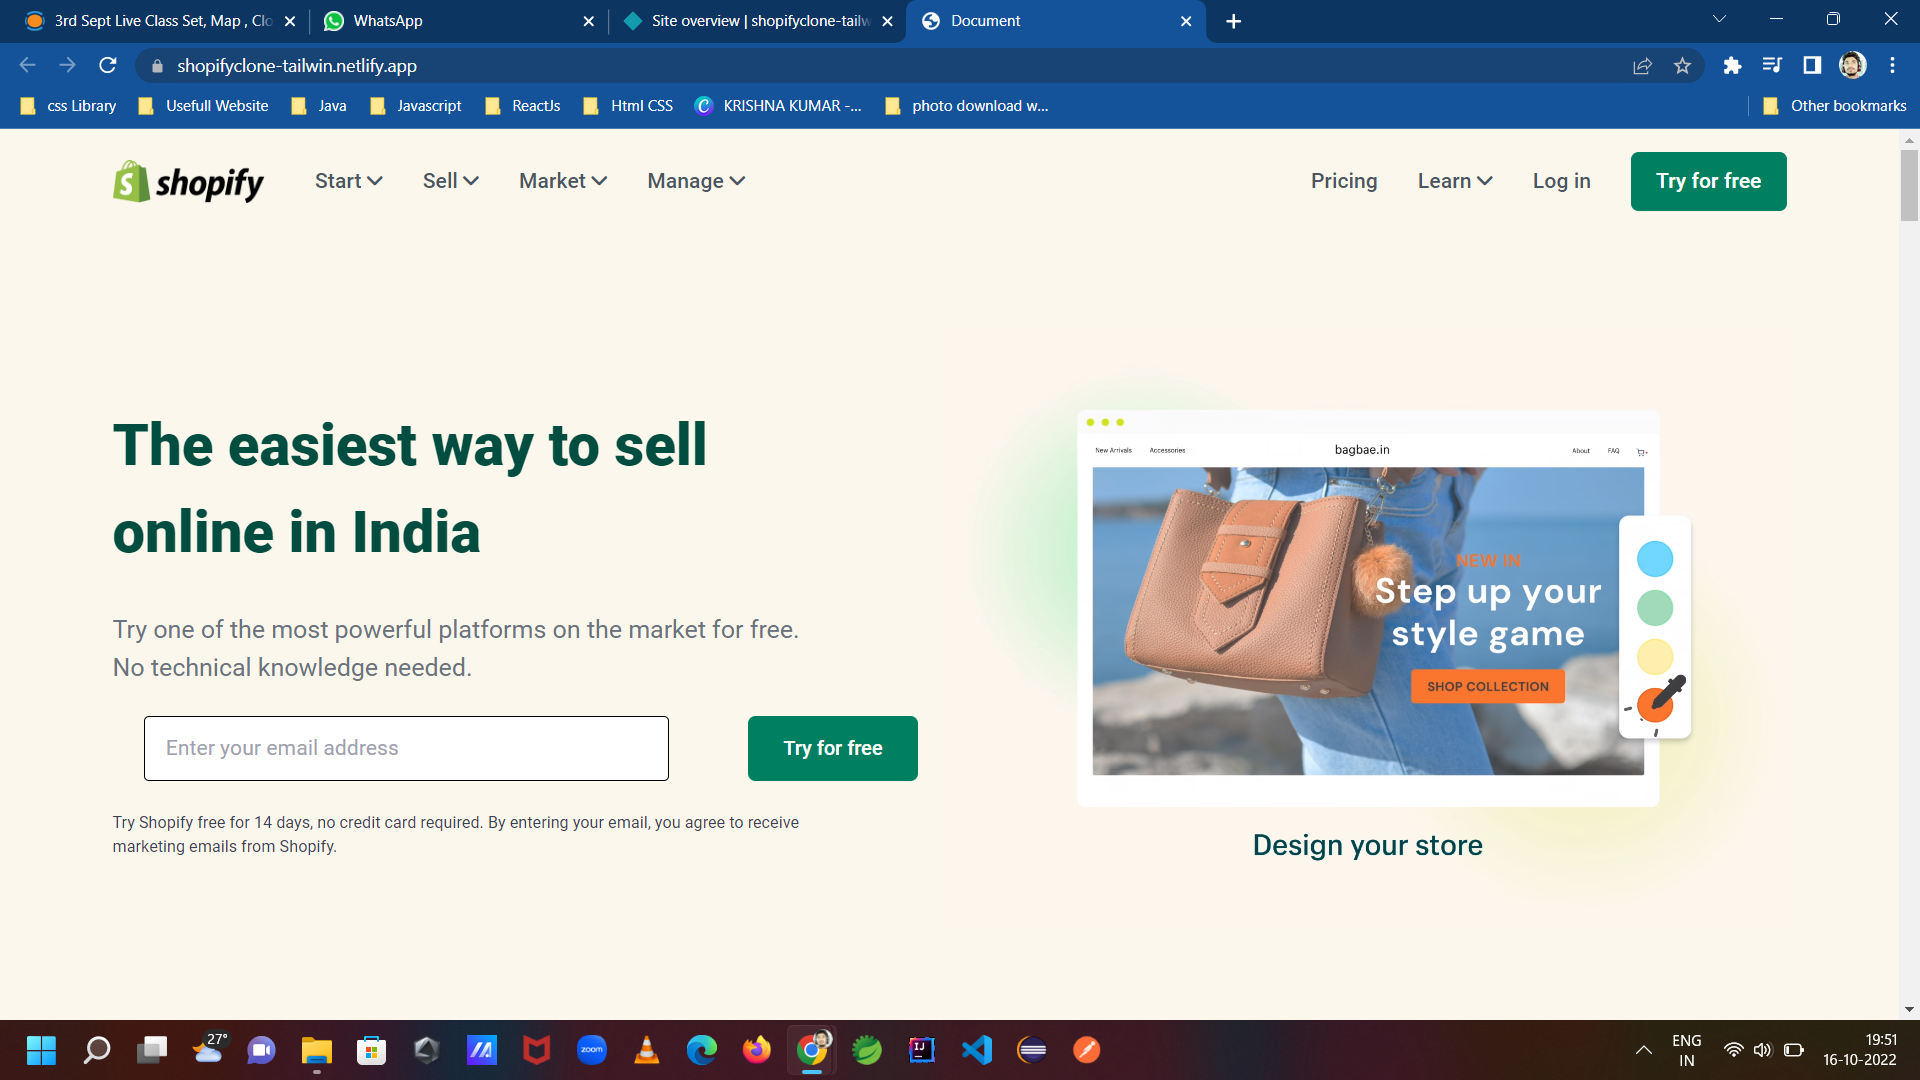 3rd Sept Live Class Set, Map , Clo
WhatsApp
Site overview | shopifyclone-tailw
Document
shopifyclone-tailwin.netlify.app
css Library
Usefull Website
Java
Javascript
ReactJs
Html CSS
KRISHNA KUMAR -...
photo download w...
Other bookmarks
shopify
Start
Sell
Market
Manage
Pricing
Learn
Log in
Try for free
The easiest way to sell
online in India
Try one of the most powerful platforms on the market for free.
No technical knowledge needed.
Enter your email address
Try for free
Try Shopify free for 14 days, no credit card required. By entering your email, you agree to receive
marketing emails from Shopify.
New Arrivals
Accessories
bagbae.in
About
FAQ
NEW IN
Step up your
style game
SHOP COLLECTION
Design your store
27°
zoom
ENG
IN
19:51
16-10-2022